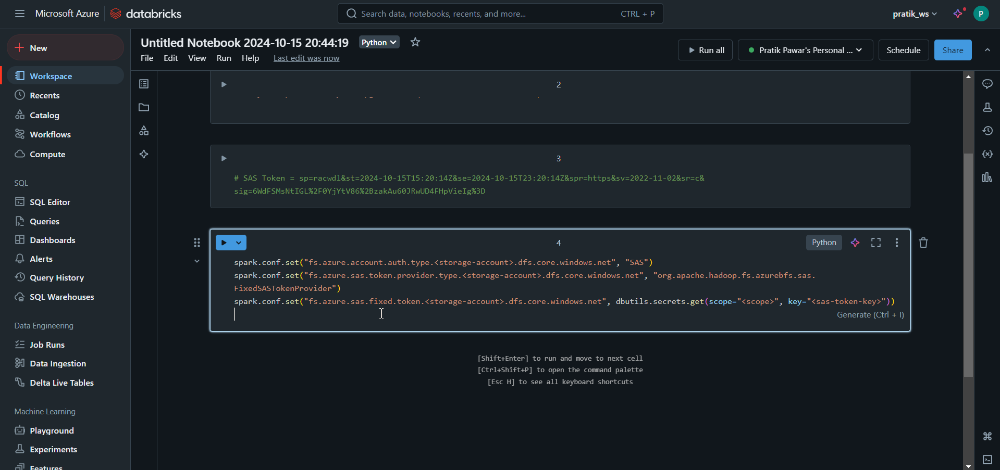 Microsoft Azure
databricks
Search data, notebooks, recents, and more...
CTRL + P
pratik_ws
P
New
Workspace
Recents
Catalog
Workflows
Compute
SQL
SQL Editor
Queries
Dashboards
Alerts
Query History
SQL Warehouses
Data Engineering
Job Runs
Data Ingestion
Delta Live Tables
Machine Learning
Playground
Experiments
Features
Untitled Notebook 2024-10-15 20:44:19
Python
File Edit View Run Help Last edit was now
Run all
Pratik Pawar's Personal ...
Schedule
Share
2
3
# SAS Token = sp=racwdl&st=2024-10-15T15:20:14Z&se=2024-10-15T23:20:14Z&spr=https&sv=2022-11-02&sr=c&
sig=6WdFSMsNtIGL%2F0YjYtV86%2BzakAu60JRwUD4FHpVieIg%3D
4
Python
spark.conf.set("fs.azure.account.auth.type.<storage-account>.dfs.core.windows.net", "SAS")
spark.conf.set("fs.azure.sas.token.provider.type.<storage-account>.dfs.core.windows.net", "org.apache.hadoop.fs.azurebfs.sas.
FixedSASTokenProvider")
spark.conf.set("fs.azure.sas.fixed.token.<storage-account>.dfs.core.windows.net", dbutils.secrets.get(scope="<scope>", key="<sas-token-key>"))
Generate (Ctrl + I)
[Shift+Enter] to run and move to next cell
[Ctrl+Shift+P] to open the command palette
[Esc H] to see all keyboard shortcuts